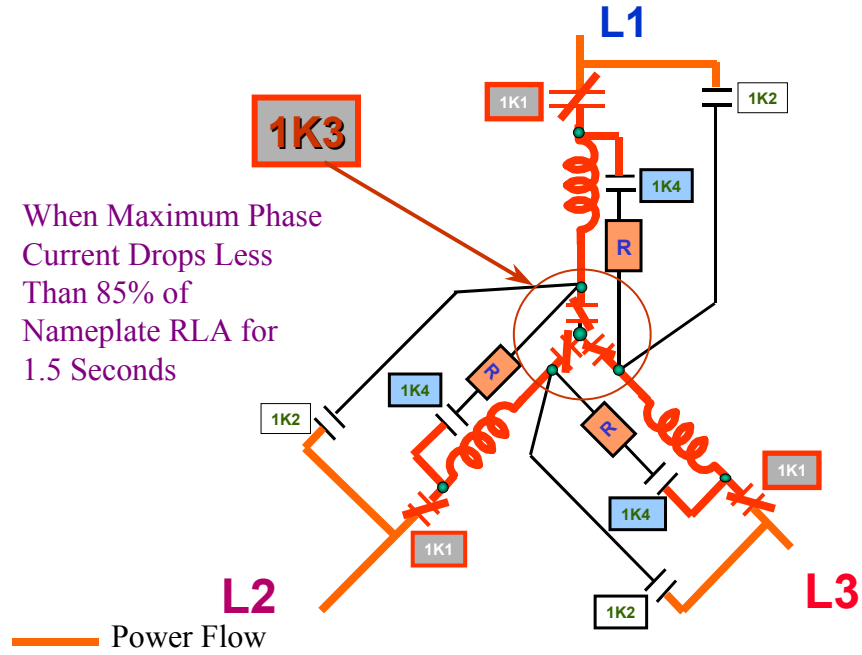 L1
1K1
1K2
1K3
1K4
R
When Maximum Phase
Current Drops Less
Than 85% of
Nameplate RLA for
1.5 Seconds
R
1K4
1K2
R
1K1
1K4
1K1
L2
L3
1K2
Power Flow